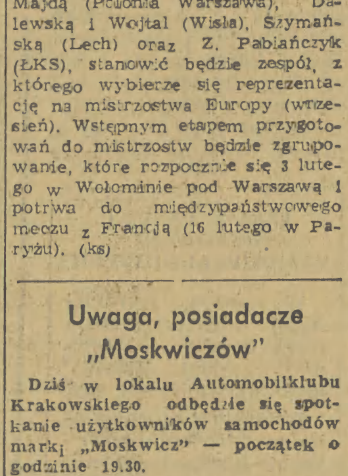 Majda (Polonia Warszawa), Da-
lewską i Wojtal (Wisła), Szymań-
ską (Lech) oraz Z. Pabiańczyk
(ŁKS), stanowić będzie zespół, z
którego wybierze się reprezenta-
cję na mistrzostwa Europy (wrze-
sień). Wstępnym etapem przygoto-
wań do mistrzostw będzie zgrupo-
wanie, które rozpocznie się 3 lute-
go w Wołominie pod Warszawą i
potrwa do międzypaństwowego
meczu z Francją (16 lutego w Pa-
ryżu). (ks)
Uwaga, posiadacze
„Moskwiczów"
Dziś w lokalu Automobilklubu
Krakowskiego odbędzie się spot-
kanie użytkowników samochodów
marki „Moskwicz" — początek o
godzinie 19.30.